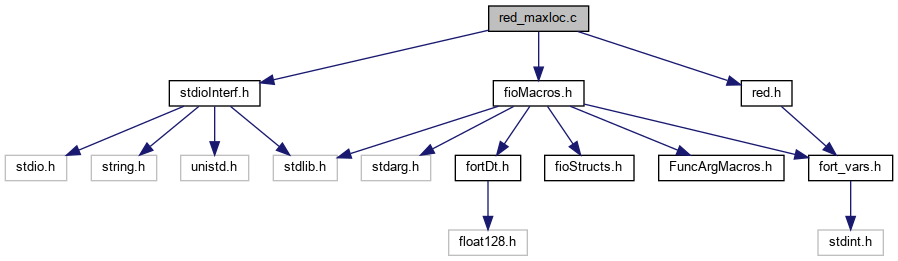 red_maxloc.c
stdioInterf.h
fioMacros.h
red.h
stdio.h
string.h
unistd.h
stdlib.h
stdarg.h
fortDt.h
fioStructs.h
FuncArgMacros.h
fort_vars.h
float128.h
stdint.h